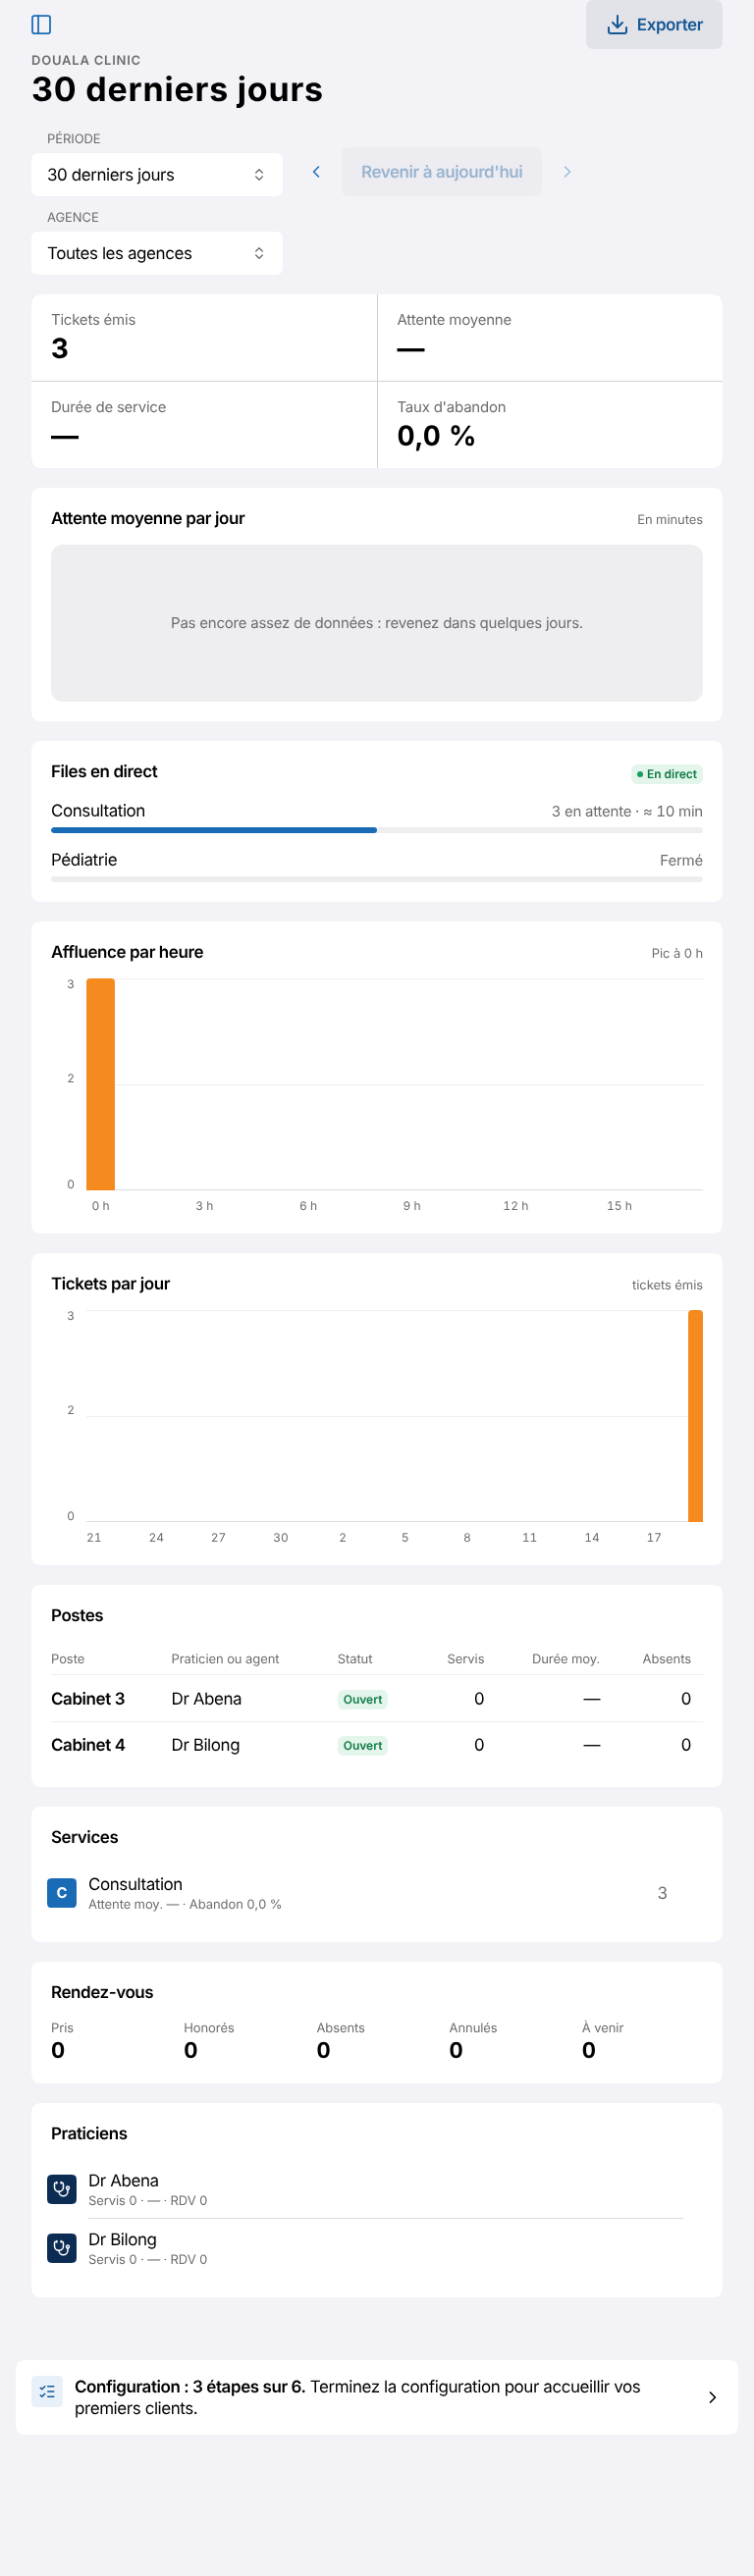 Exporter
DOUALA CLINIC
30 derniers jours
PÉRIODE
30 derniers jours
Revenir à aujourd'hui
AGENCE
Toutes les agences
Tickets émis
3
Attente moyenne
—
Durée de service
—
Taux d'abandon
0,0 %
Attente moyenne par jour
En minutes
Pas encore assez de données : revenez dans quelques jours.
Files en direct
En direct
Consultation
3 en attente · ≈ 10 min
Pédiatrie
Fermé
Affluence par heure
Pic à 0 h
3
2
0
0 h 3 h 6 h 9 h 12 h 15 h
Tickets par jour
tickets émis
3
2
0
21 24 27 30 2 5 8 11 14 17
Postes
Poste Praticien ou agent Statut Servis Durée moy. Absents
Cabinet 3 Dr Abena Ouvert 0 — 0
Cabinet 4 Dr Bilong Ouvert 0 — 0
Services
C
Consultation
Attente moy. — · Abandon 0,0 %
3
Rendez-vous
Pris Honorés Absents Annulés À venir
0 0 0 0 0
Praticiens
Dr Abena
Servis 0 · — · RDV 0
Dr Bilong
Servis 0 · — · RDV 0
Configuration : 3 étapes sur 6. Terminez la configuration pour accueillir vos
premiers clients.